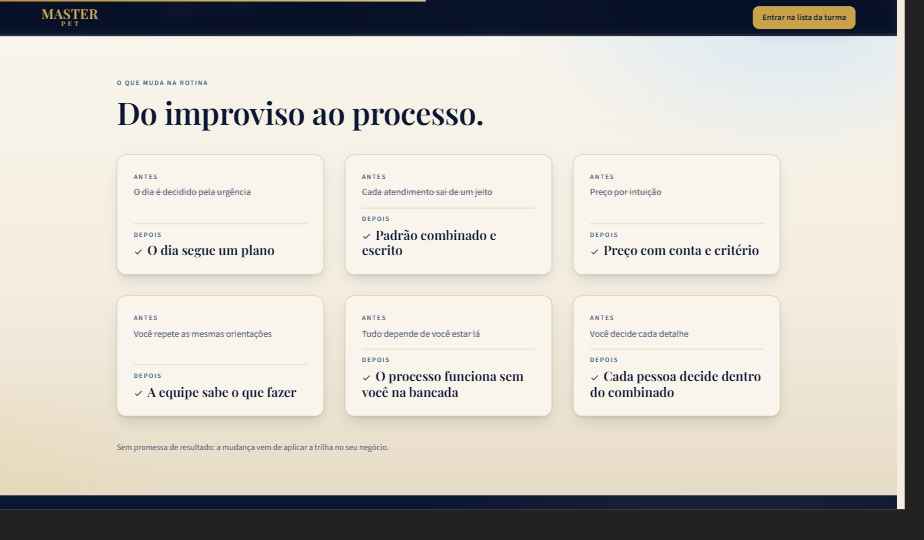 MASTER
PET
Entrar na lista da turma
O QUE MUDA NA ROTINA
Do improviso ao processo.
ANTES
O dia é decidido pela urgência
DEPOIS
✓ O dia segue um plano
ANTES
Cada atendimento sai de um jeito
DEPOIS
✓ Padrão combinado e
escrito
ANTES
Preço por intuição
DEPOIS
✓ Preço com conta e critério
ANTES
Você repete as mesmas orientações
DEPOIS
✓ A equipe sabe o que fazer
ANTES
Tudo depende de você estar lá
DEPOIS
✓ O processo funciona sem
você na bancada
ANTES
Você decide cada detalhe
DEPOIS
✓ Cada pessoa decide dentro
do combinado
Sem promessa de resultado: a mudança vem de aplicar a trilha no seu negócio.